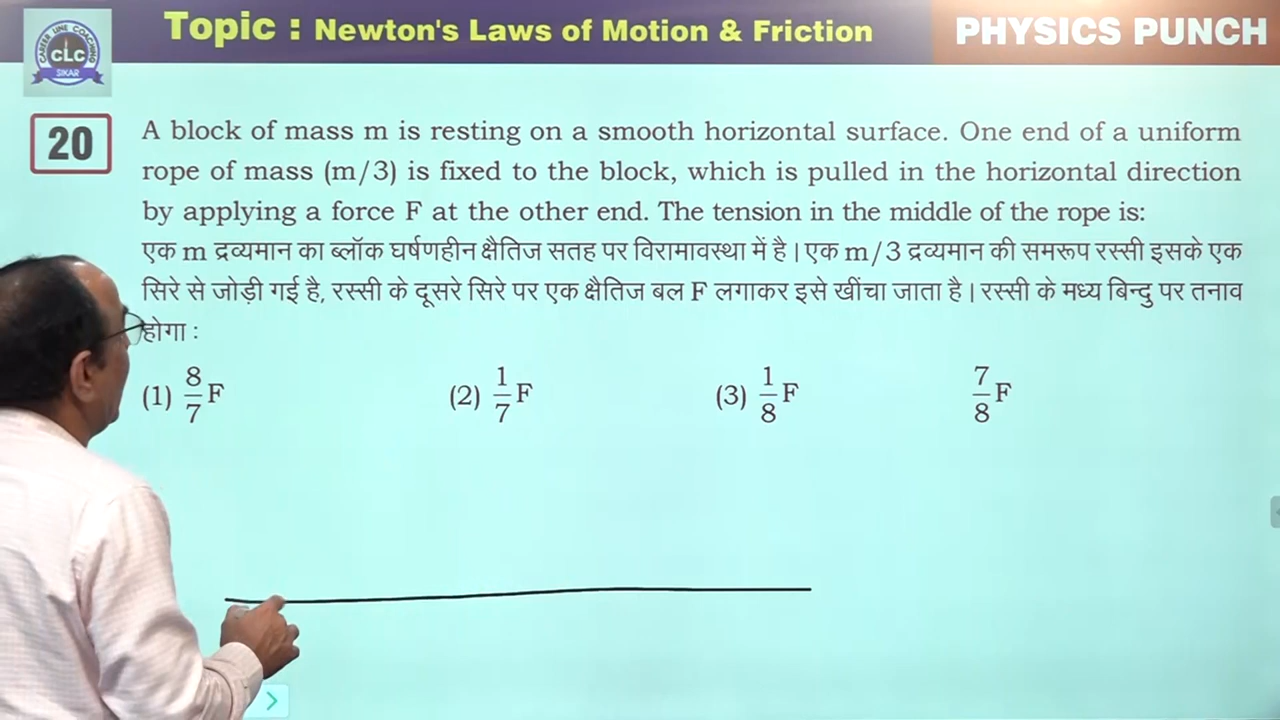 Topic : Newton's Laws of Motion & Friction
PHYSICS PUNCH
CAREER LINE COACHING
CLC
SIKAR
20
A block of mass m is resting on a smooth horizontal surface. One end of a uniform
rope of mass (m/3) is fixed to the block, which is pulled in the horizontal direction
by applying a force F at the other end. The tension in the middle of the rope is:
एक m द्रव्यमान का ब्लॉक घर्षणहीन क्षैतिज सतह पर विरामावस्था में है। एक m/3 द्रव्यमान की समरूप रस्सी इसके एक
सिरे से जोड़ी गई है, रस्सी के दूसरे सिरे पर एक क्षैतिज बल F लगाकर इसे खींचा जाता है। रस्सी के मध्य बिन्दु पर तनाव
होगा :
(1) 8/7 F (2) 1/7 F (3) 1/8 F 7/8 F